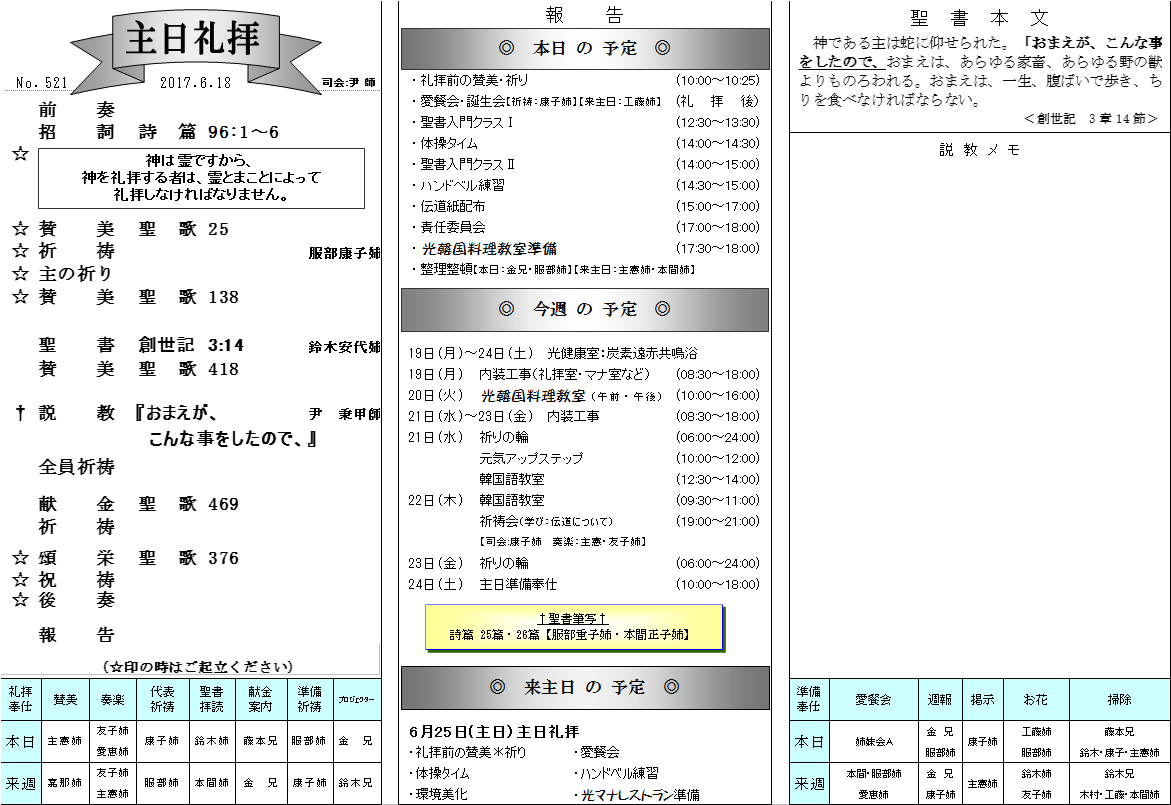 主日礼拝
No. 521
2017.6.18
司会:尹 師
前 奏
招 詞 詩 篇 96:1～6
☆
神は霊ですから、
神を礼拝する者は、霊とまことによって
礼拝しなければなりません。
☆ 賛 美 聖 歌 25
☆ 祈 祷 服部康子姉
☆ 主の祈り
☆ 賛 美 聖 歌 138
聖 書 創世記 3:14 鈴木安代姉
賛 美 聖 歌 418
† 説 教 『おまえが、 尹 秉甲師
こんな事をしたので、』
全員祈祷
献 金 聖 歌 469
祈 祷
☆ 頌 栄 聖 歌 376
☆ 祝 祷
☆ 後 奏
報 告
(☆印の時はご起立ください)
礼拝奉仕 賛美 奏楽 代表祈祷 聖書拝読 献金案内 準備祈祷 プロジェクター
本日 主憲姉 友子姉 愛恵姉 康子姉 鈴木姉 藤本兄 服部姉 金 兄
来週 嘉那姉 友子姉 主憲姉 服部姉 本間姉 金 兄 康子姉 鈴木兄
報 告
◎ 本日 の 予定 ◎
・礼拝前の賛美・祈り (10:00～10:25)
・愛餐会・誕生会【祈祷:康子姉】【来主日:工藤姉】 (礼 拝 後)
・聖書入門クラスⅠ (12:30～13:30)
・体操タイム (14:00～14:30)
・聖書入門クラスⅡ (14:00～15:00)
・ハンドベル練習 (14:30～15:00)
・伝道紙配布 (15:00～17:00)
・責任委員会 (17:00～18:00)
・光韓国料理教室準備 (17:30～18:00)
・整理整頓【本日:金兄・服部姉】【来主日:主憲姉・本間姉】
◎ 今週 の 予定 ◎
19日(月)～24日(土) 光健康室:炭素遠赤共鳴浴
19日(月) 内装工事(礼拝室・マナ室など) (08:30～18:00)
20日(火) 光韓国料理教室(午前・午後) (10:00～16:00)
21日(水)～23日(金) 内装工事 (08:30～18:00)
21日(水) 祈りの輪 (06:00～24:00)
元気アップステップ (10:00～12:00)
韓国語教室 (12:30～14:00)
22日(木) 韓国語教室 (09:30～11:00)
祈祷会(学び:伝道について) (19:00～21:00)
【司会:康子姉 奏楽:主憲・友子姉】
23日(金) 祈りの輪 (06:00～24:00)
24日(土) 主日準備奉仕 (10:00～18:00)
†聖書筆写†
詩篇 25篇・26篇【服部重子姉・本間正子姉】
◎ 来主日 の 予定 ◎
6月25日(主日)主日礼拝
・礼拝前の賛美＊祈り ・愛餐会
・体操タイム ・ハンドベル練習
・環境美化 ・光マナレストラン準備
聖書本文
神である主は蛇に仰せられた。「おまえが、こんな事
をしたので、おまえは、あらゆる家畜、あらゆる野の獣
よりものろわれる。おまえは、一生、腹ばいで歩き、ち
りを食べなければならない。
＜創世記 3章14節＞
説教メモ
準備奉仕 愛餐会 週報 掲示 お花 掃除
本日 姉妹会A 金 兄 服部姉 康子姉 工藤姉 服部姉 藤本兄 鈴木・康子・主憲姉
来週 本間・服部姉 愛恵姉 金 兄 康子姉 主憲姉 鈴木姉 友子姉 鈴木兄 木村・工藤・本間姉